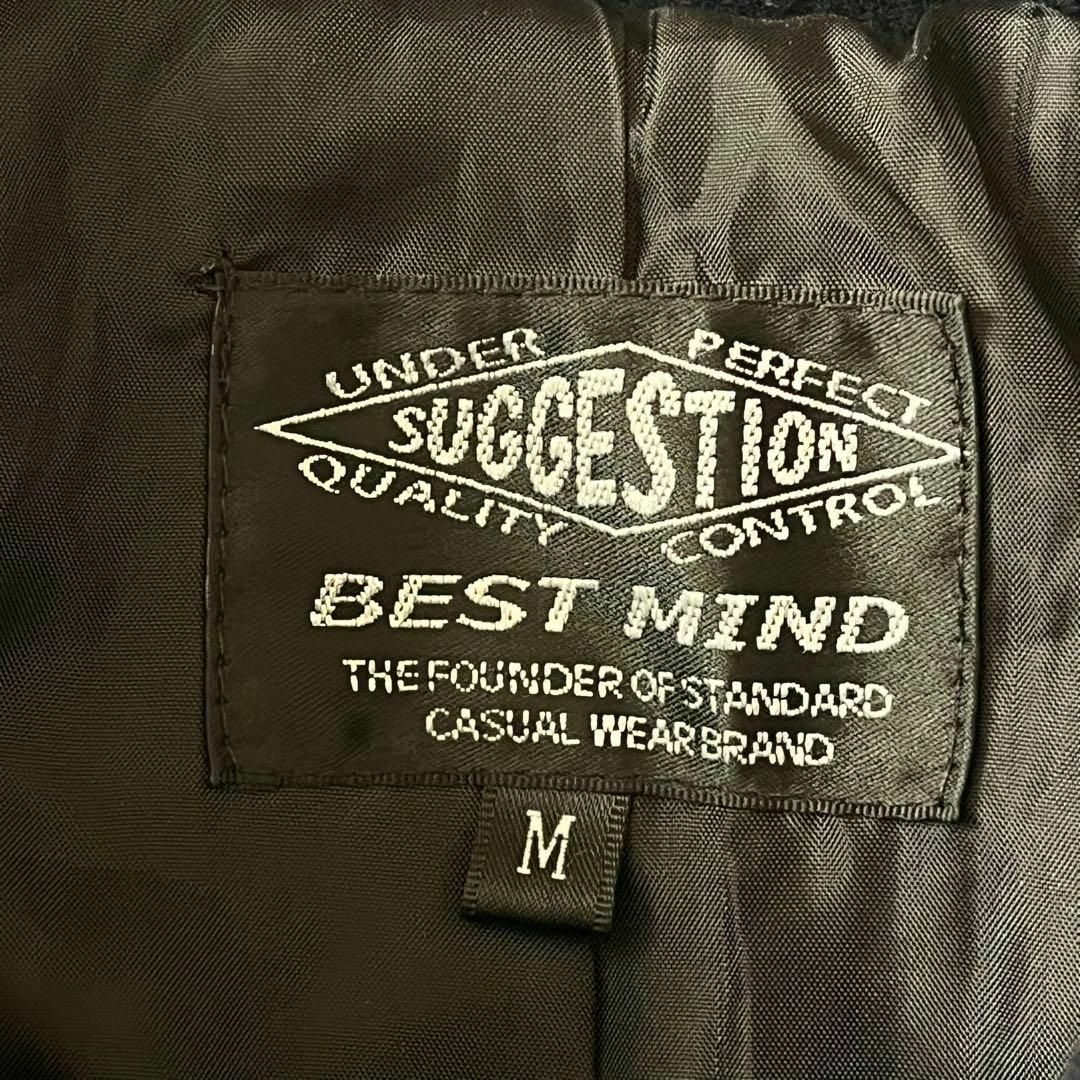 UNDER PERFECT
SUGGESTION
QUALITY CONTROL
BEST MIND
THE FOUNDER OF STANDARD
CASUAL WEAR BRAND
M